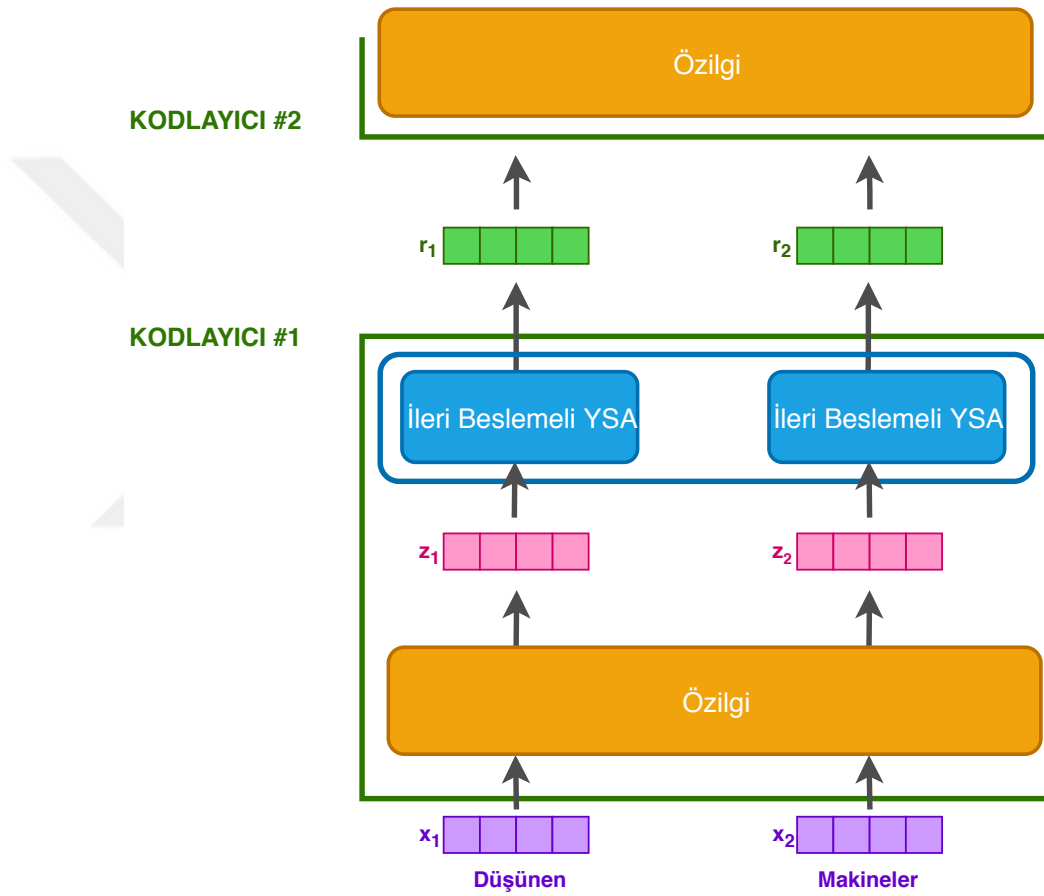 Özilgi
KODLAYICI #2
r1 r2
KODLAYICI #1
İleri Beslemeli YSA İleri Beslemeli YSA
z1 z2
Özilgi
x1 x2
Düşünen Makineler